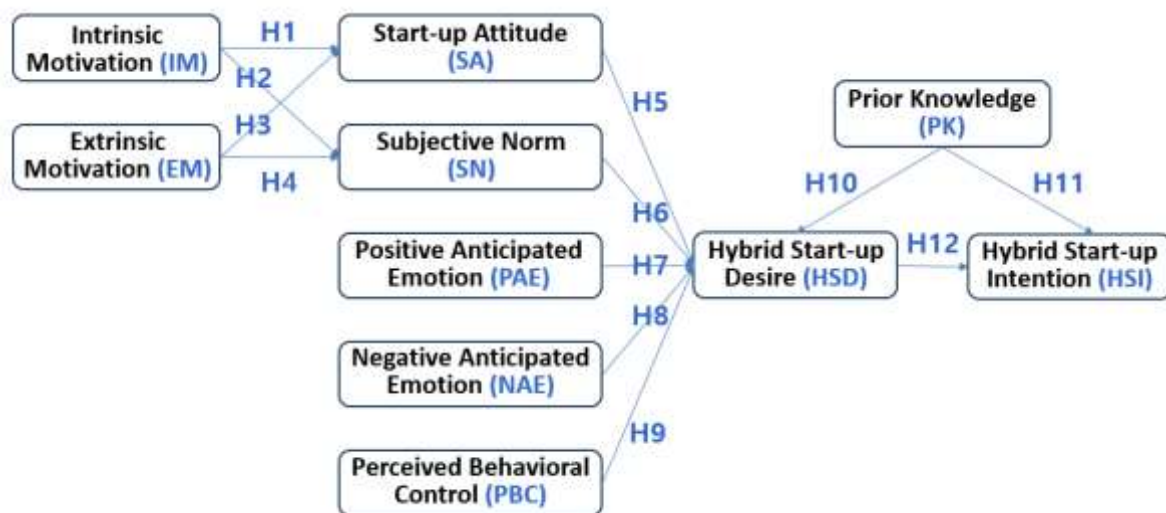 Intrinsic
Motivation (IM)
H1
Start-up Attitude
(SA)
H2
H3
Extrinsic
Motivation (EM)
H4
Subjective Norm
(SN)
H5
H6
Prior Knowledge
(PK)
H10
H11
Positive Anticipated
Emotion (PAE)
H7
Hybrid Start-up
Desire (HSD)
H12
Hybrid Start-up
Intention (HSI)
H8
Negative Anticipated
Emotion (NAE)
H9
Perceived Behavioral
Control (PBC)